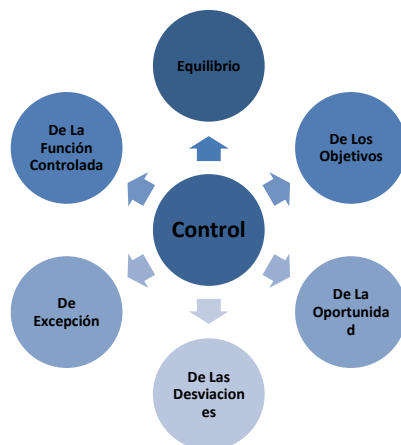 Equilibrio
De La
Función
Controlada
De Los
Objetivos
Control
De
Excepción
De La
Oportunida
d
De Las
Desviacion
es